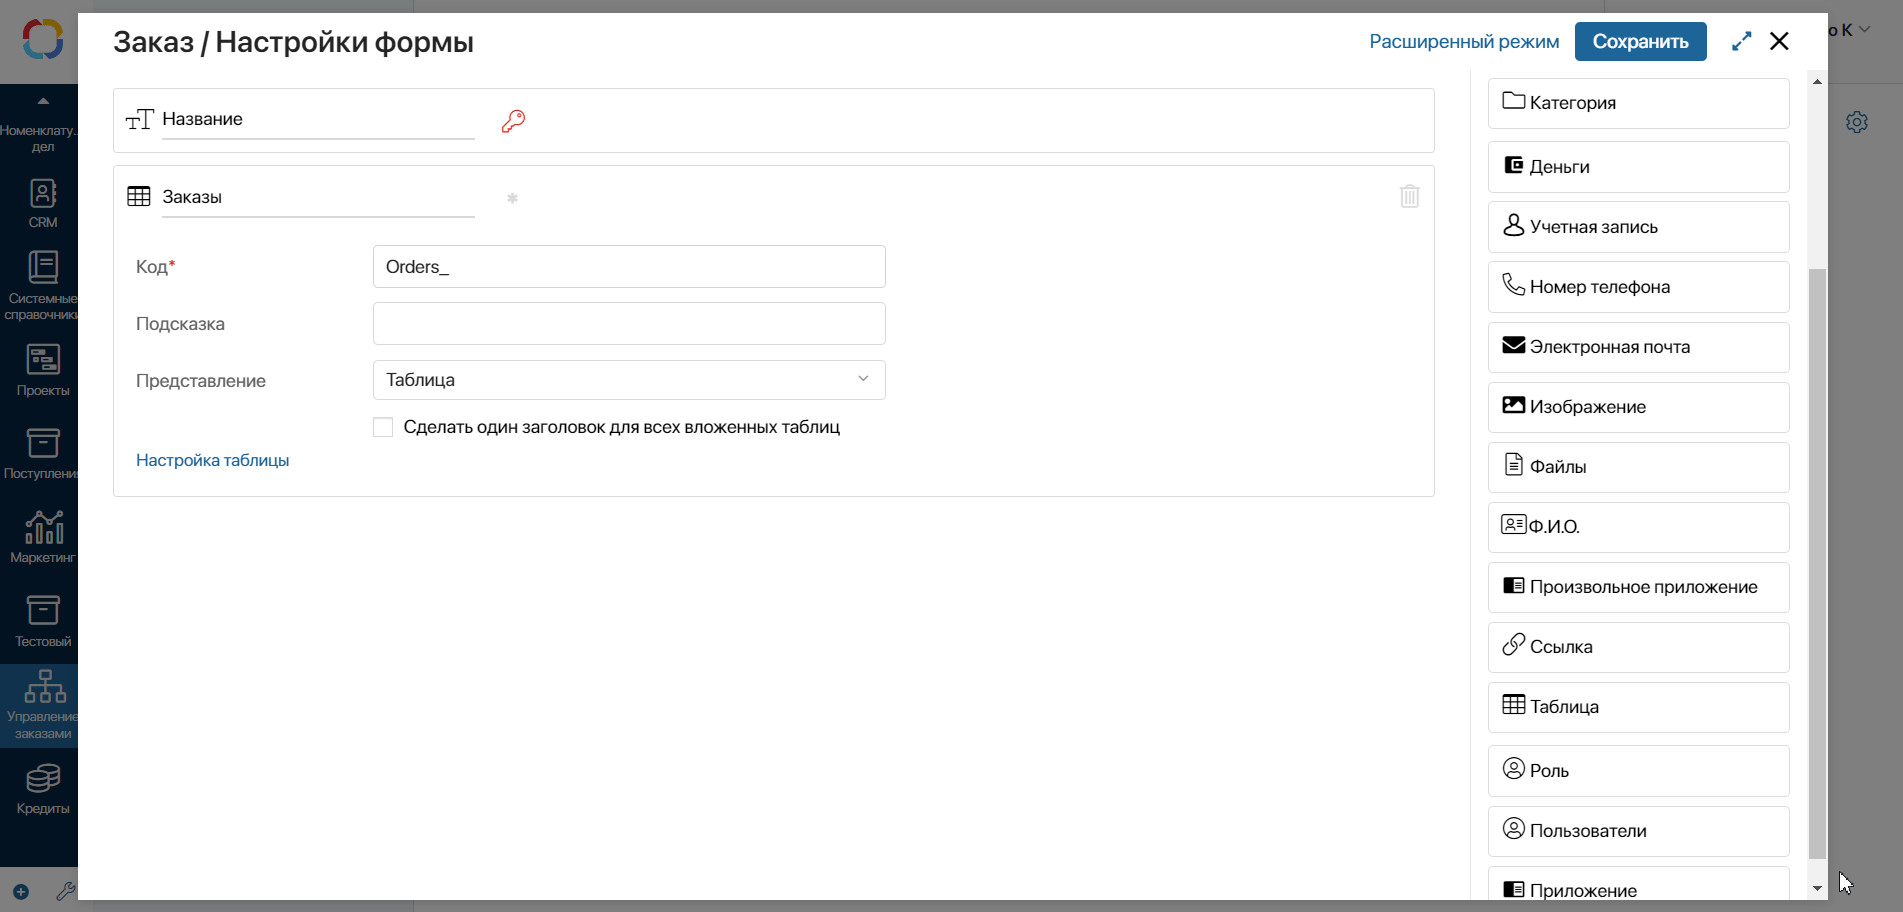 Заказ / Настройки формы
Расширенный режим
Сохранить
о К
Номенклату...
дел
CRM
Системные
справочники
Проекты
Поступления
Маркетинг
Тестовый
Управление
заказами
Кредиты
Название
Заказы
Код*
Orders_
Подсказка
Представление
Таблица
Сделать один заголовок для всех вложенных таблиц
Настройка таблицы
Категория
Деньги
Учетная запись
Номер телефона
Электронная почта
Изображение
Файлы
Ф.И.О.
Произвольное приложение
Ссылка
Таблица
Роль
Пользователи
Приложение